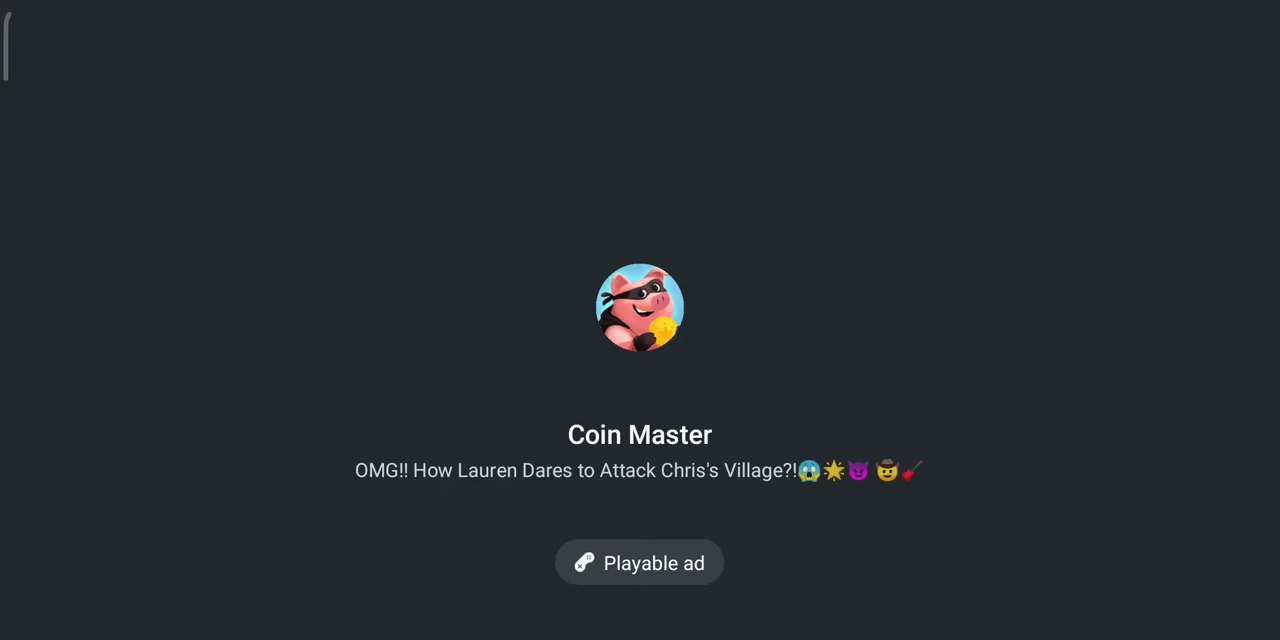 Coin Master
OMG!! How Lauren Dares to Attack Chris's Village?!😱🌟😈 🤠🎸
Playable ad